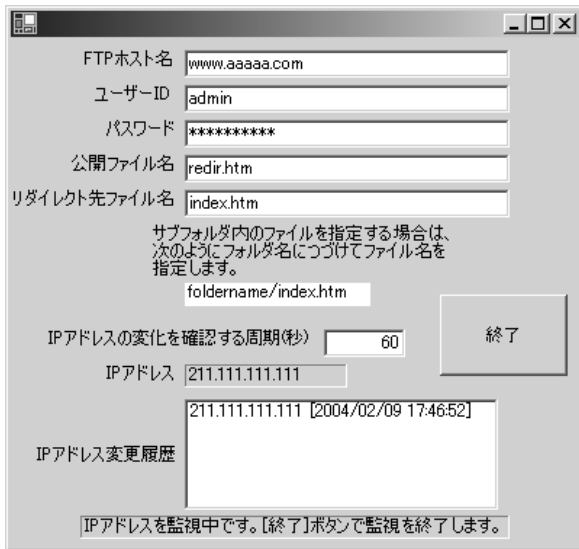 FTPホスト名 www.aaaaa.com
ユーザーID admin
パスワード **********
公開ファイル名 redir.htm
リダイレクト先ファイル名 index.htm
サブフォルダ内のファイルを指定する場合は、
次のようにフォルダ名につづけてファイル名を
指定します。
foldername/index.htm
IPアドレスの変化を確認する周期(秒) 60
終了
IPアドレス 211.111.111.111
211.111.111.111 [2004/02/09 17:46:52]
IPアドレス変更履歴
IPアドレスを監視中です。[終了]ボタンで監視を終了します。